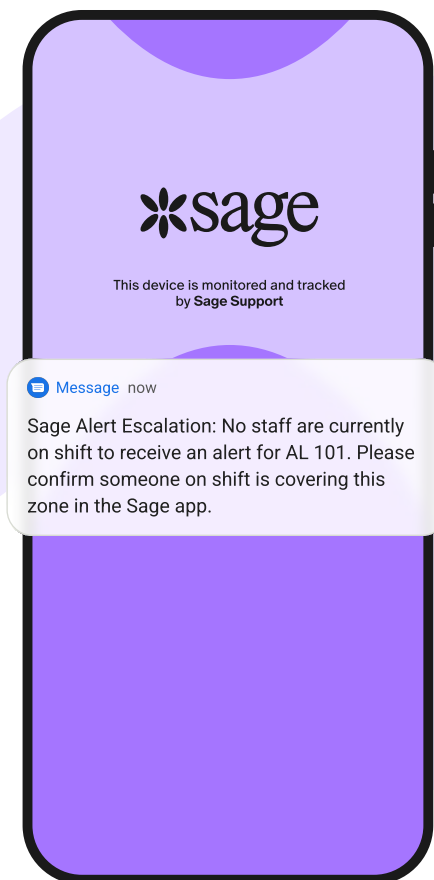 sage
This device is monitored and tracked
by Sage Support
Message now
Sage Alert Escalation: No staff are currently
on shift to receive an alert for AL 101. Please
confirm someone on shift is covering this
zone in the Sage app.